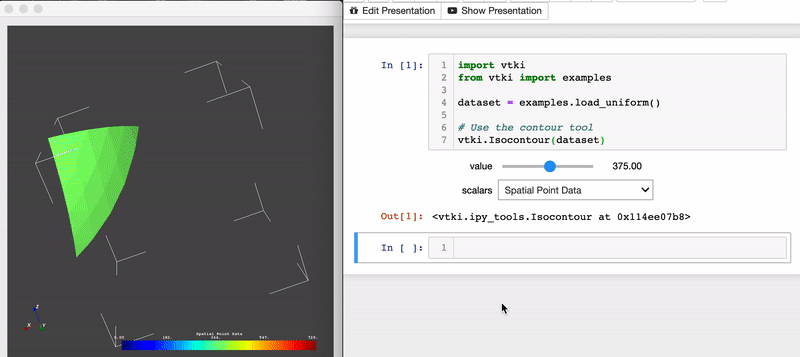 Edit Presentation Show Presentation
In [1]:
1 import vtki
2 from vtki import examples
3
4 dataset = examples.load_uniform()
5
6 # Use the contour tool
7 vtki.Isocontour(dataset)
value 375.00
scalars Spatial Point Data
Out[1]: <vtki.ipy_tools.Isocontour at 0x114ee07b8>
In [ ]: 1
Z
X Y
Spatial Point Data
0.00 182. 364. 547. 729.